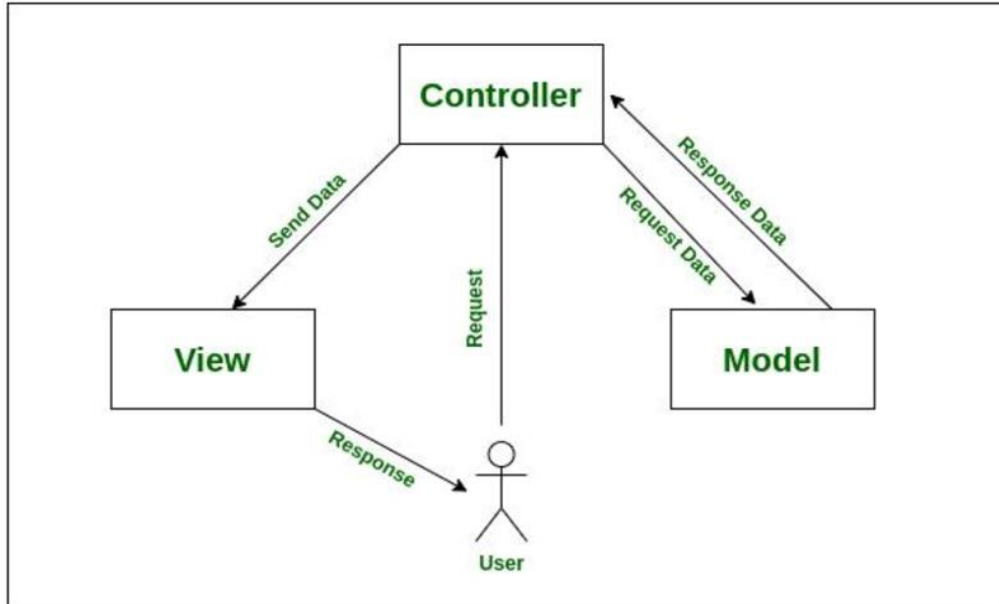 Controller
Send Data
Request
Request Data
Response Data
View
Model
Response
User